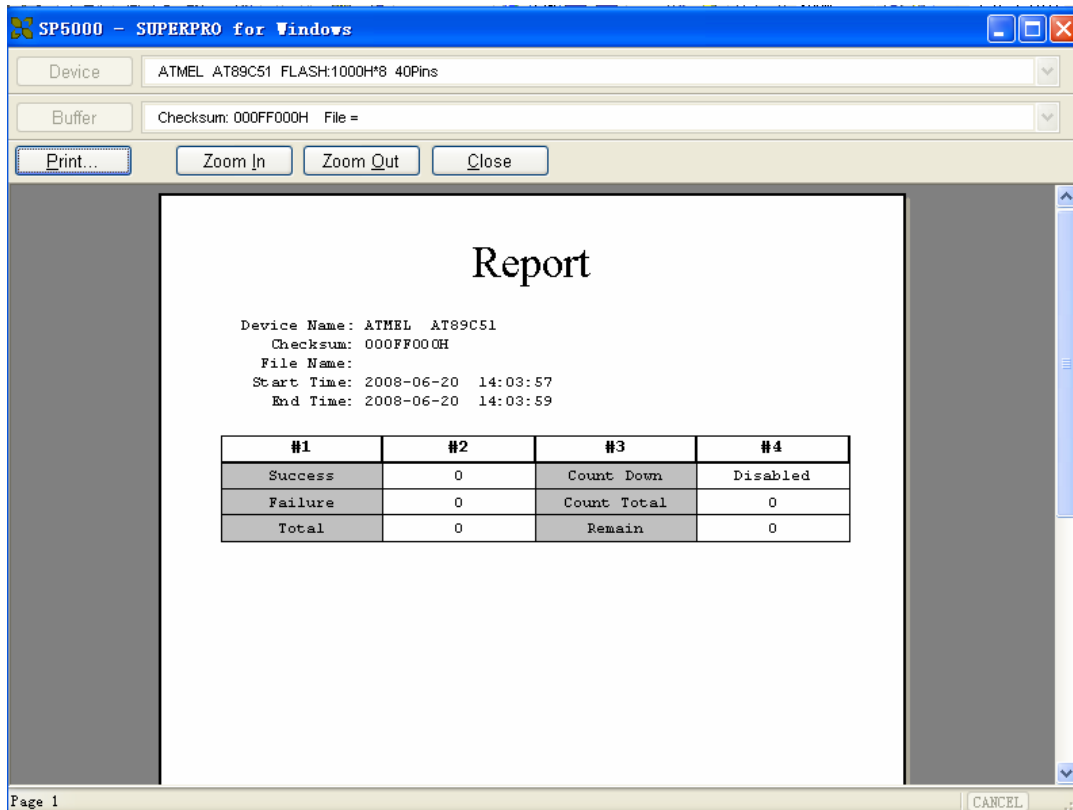 SP5000 - SUPERPRO for Windows
Device ATMEL AT89C51 FLASH:1000H*8 40Pins
Buffer Checksum: 000FF000H File =
Print... Zoom In Zoom Out Close
Report
Device Name: ATMEL AT89C51
Checksum: 000FF000H
File Name:
Start Time: 2008-06-20 14:03:57
End Time: 2008-06-20 14:03:59
#1 #2 #3 #4
Success 0 Count Down Disabled
Failure 0 Count Total 0
Total 0 Remain 0
Page 1 CANCEL